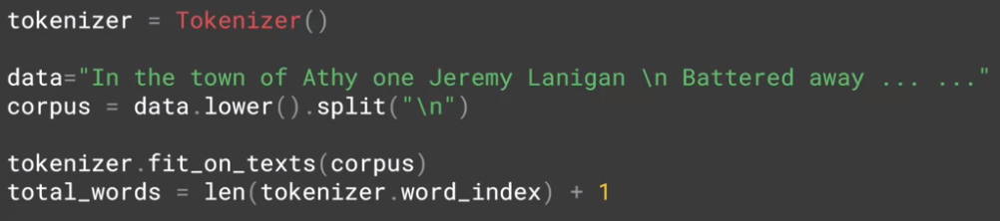 tokenizer = Tokenizer()
data="In the town of Athy one Jeremy Lanigan \n Battered away ... ..."
corpus = data.lower().split("\n")
tokenizer.fit_on_texts(corpus)
total_words = len(tokenizer.word_index) + 1